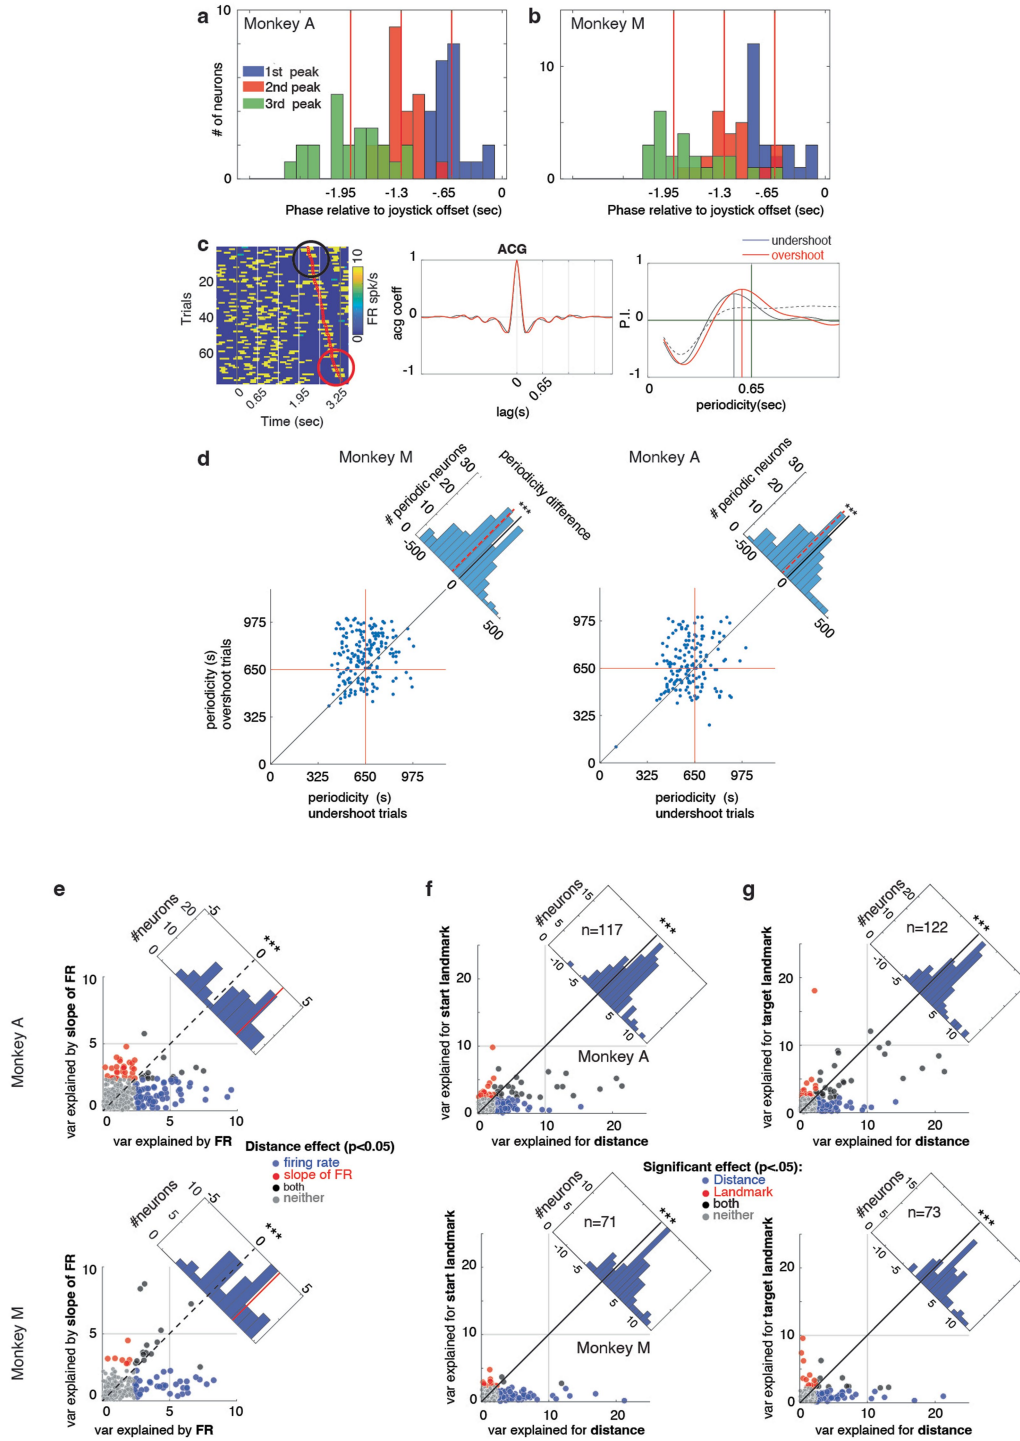 a
Monkey A
10
# of neurons
0
1st peak
2nd peak
3rd peak
-1.95
-1.3
-.65
0
Phase relative to joystick offset (sec)
b
Monkey M
10
0
-1.95
-1.3
-.65
0
Phase relative to joystick offset (sec)
c
Trials
20
40
60
0
0.65
1.95
3.25
Time (sec)
10
FR spk/s
0
ACG
1
acg coeff
0
-1
0
0.65
lag(s)
undershoot
overshoot
1
P.I.
0
-1
0
0.65
periodicity(sec)
d
Monkey M
# periodic neurons
0
10
20
30
periodicity difference
***
-500
0
500
periodicity (s)
overshoot trials
975
650
325
0
0
325
650
975
periodicity (s)
undershoot trials
Monkey A
# periodic neurons
0
10
20
30
***
-500
0
500
975
650
325
0
0
325
650
975
periodicity (s)
undershoot trials
e
Monkey A
#neurons
0
10
20
-5
0
5
***
var explained by slope of FR
10
5
0
0
5
10
var explained by FR
Distance effect (p<0.05)
firing rate
slope of FR
both
neither
Monkey M
#neurons
0
5
10
-5
0
5
***
var explained by slope of FR
10
5
0
0
5
10
var explained by FR
f
#neurons
0
5
15
n=117
***
-10
-5
5
10
var explained for start landmark
20
10
0
Monkey A
0
10
20
var explained for distance
Significant effect (p<.05):
Distance
Landmark
both
neither
#neurons
0
5
15
n=71
***
-10
-5
5
10
var explained for start landmark
20
10
0
Monkey M
0
10
20
var explained for distance
g
#neurons
0
10
20
n=122
***
-10
-5
5
10
var explained for target landmark
20
10
0
0
10
20
var explained for distance
#neurons
0
5
15
n=73
***
-10
-5
5
10
var explained for target landmark
20
10
0
0
10
20
var explained for distance